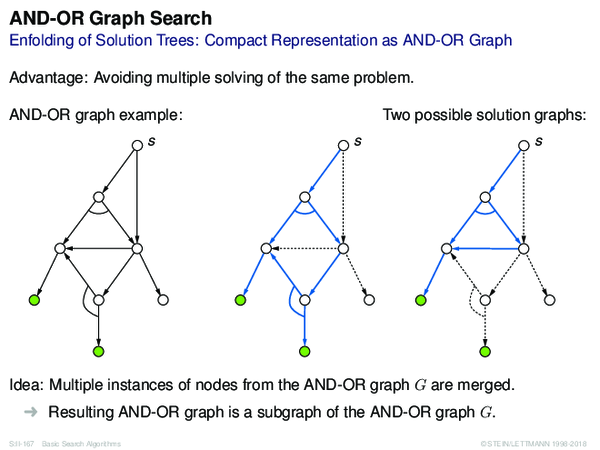 AND-OR Graph Search
Enfolding of Solution Trees: Compact Representation as AND-OR Graph
Advantage: Avoiding multiple solving of the same problem.
AND-OR graph example:
Two possible solution graphs:
s
s
s
Idea: Multiple instances of nodes from the AND-OR graph G are merged.
➜ Resulting AND-OR graph is a subgraph of the AND-OR graph G.
S:II-167 Basic Search Algorithms
© STEIN/LETTMANN 1998-2018